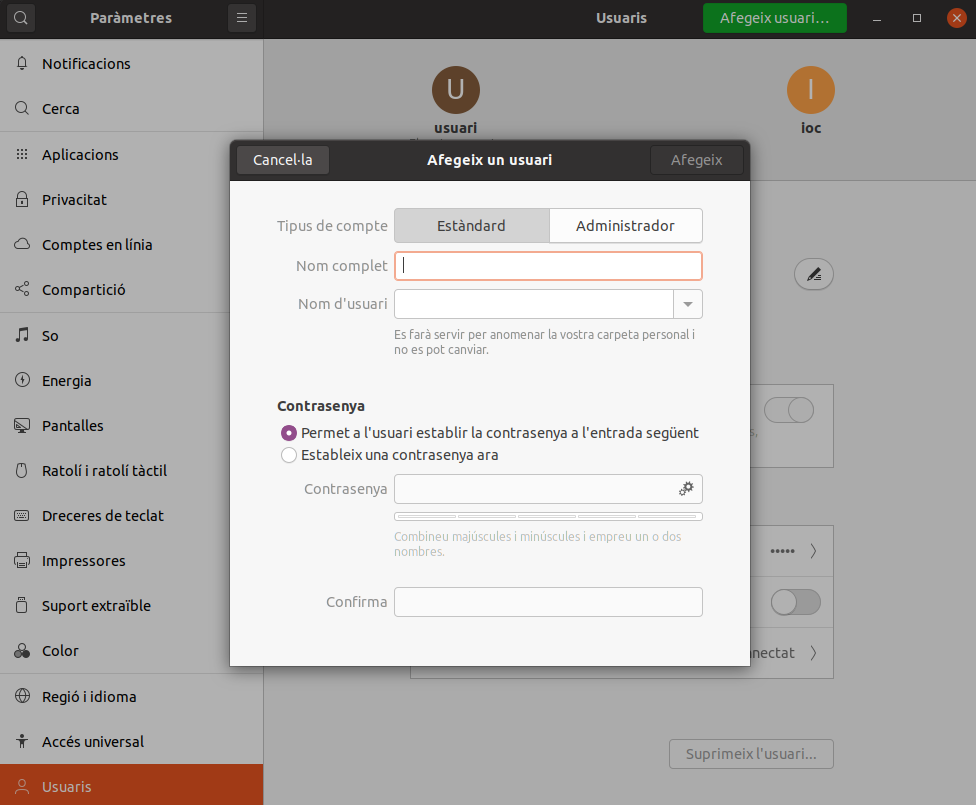 Paràmetres
Usuaris
Afegeix usuari…
Notificacions
Cerca
Aplicacions
Privacitat
Comptes en línia
Compartició
So
Energia
Pantalles
Ratolí i ratolí tàctil
Dreceres de teclat
Impressores
Suport extraïble
Color
Regió i idioma
Accés universal
Usuaris
U
usuari
I
ioc
Cancel·la
Afegeix un usuari
Afegeix
Tipus de compte
Estàndard
Administrador
Nom complet
Nom d'usuari
Es farà servir per anomenar la vostra carpeta personal i
no es pot canviar.
Contrasenya
Permet a l'usuari establir la contrasenya a l'entrada següent
Estableix una contrasenya ara
Contrasenya
Combineu majúscules i minúscules i empreu un o dos
nombres.
Confirma
•••••
nectat
Suprimeix l'usuari…